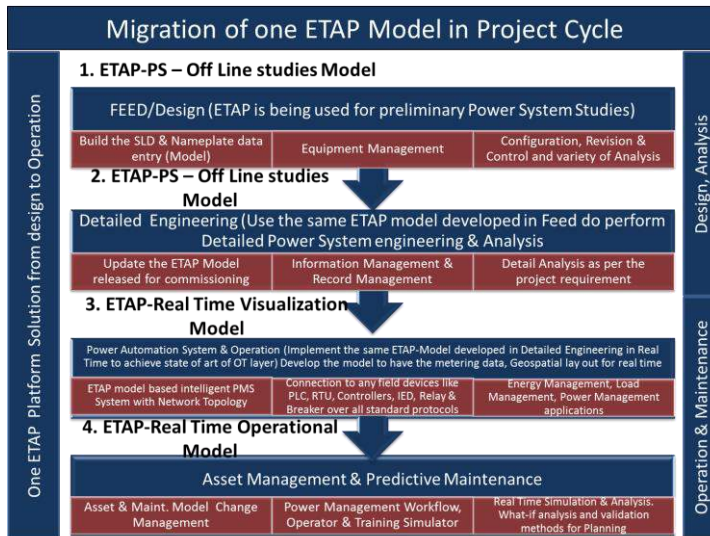 Migration of one ETAP Model in Project Cycle
One ETAP Platform Solution from design to Operation
1. ETAP-PS – Off Line studies Model
FEED/Design (ETAP is being used for preliminary Power System Studies)
Build the SLD & Nameplate data
entry (Model)
Equipment Management
Configuration, Revision &
Control and variety of Analysis
2. ETAP-PS – Off Line studies
Model
Detailed Engineering (Use the same ETAP model developed in Feed do perform
Detailed Power System engineering & Analysis
Update the ETAP Model
released for commissioning
Information Management &
Record Management
Detail Analysis as per the
project requirement
3. ETAP-Real Time Visualization
Model
Power Automation System & Operation (Implement the same ETAP-Model developed in Detailed Engineering in Real
Time to achieve state of art of OT layer) Develop the model to have the metering data, Geospatial lay out for real time
ETAP model based intelligent PMS
System with Network Topology
Connection to any field devices like
PLC, RTU, Controllers, IED, Relay &
Breaker over all standard protocols
Energy Management, Load
Management, Power Management
applications
4. ETAP-Real Time Operational
Model
Asset Management & Predictive Maintenance
Asset & Maint. Model Change
Management
Power Management Workflow,
Operator & Training Simulator
Real Time Simulation & Analysis.
What-if analysis and validation
methods for Planning
Design, Analysis
Operation & Maintenance